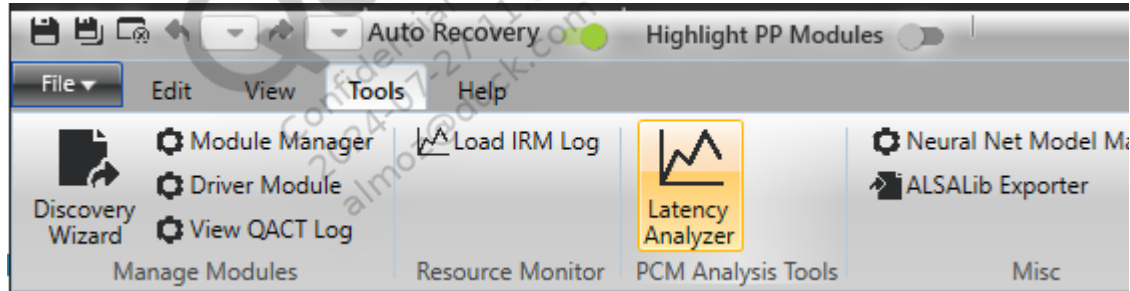 Auto Recovery Highlight PP Modules
File Edit View Tools Help
Discovery Wizard
Module Manager
Driver Module
View QACT Log
Manage Modules
Load IRM Log
Resource Monitor
Latency Analyzer
PCM Analysis Tools
Neural Net Model Ma
ALSALib Exporter
Misc
Confidential